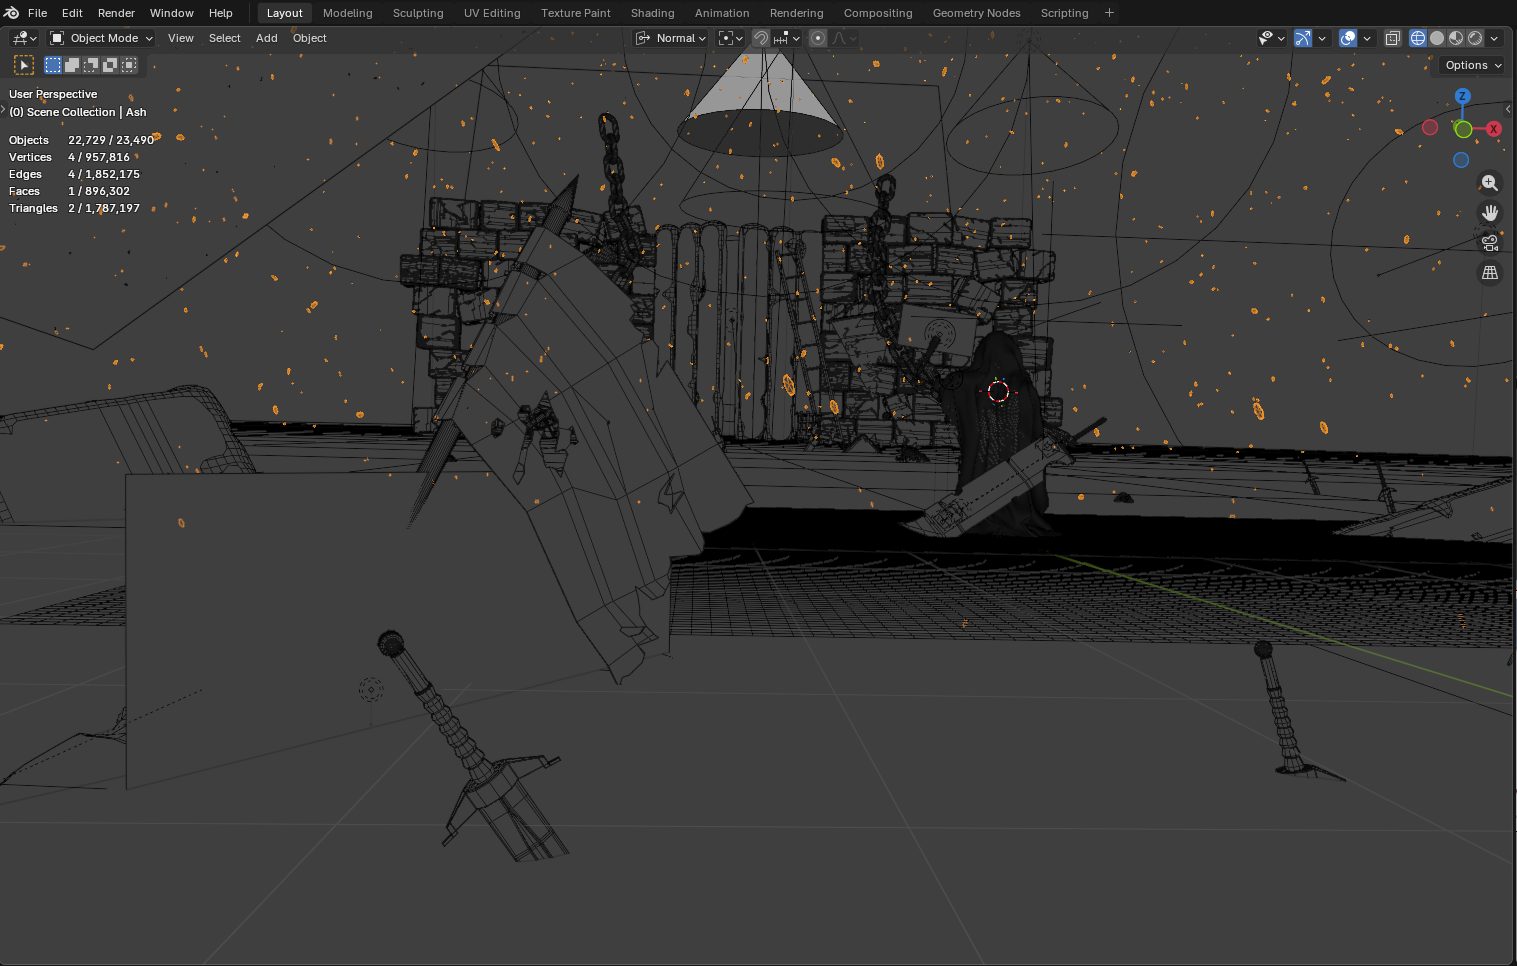 File Edit Render Window Help Layout Modeling Sculpting UV Editing Texture Paint Shading Animation Rendering Compositing Geometry Nodes Scripting +
Object Mode View Select Add Object Normal
Options
User Perspective
(0) Scene Collection | Ash
Objects 22,729 / 23,490
Vertices 4 / 957,816
Edges 4 / 1,852,175
Faces 1 / 896,302
Triangles 2 / 1,787,197
Z
X